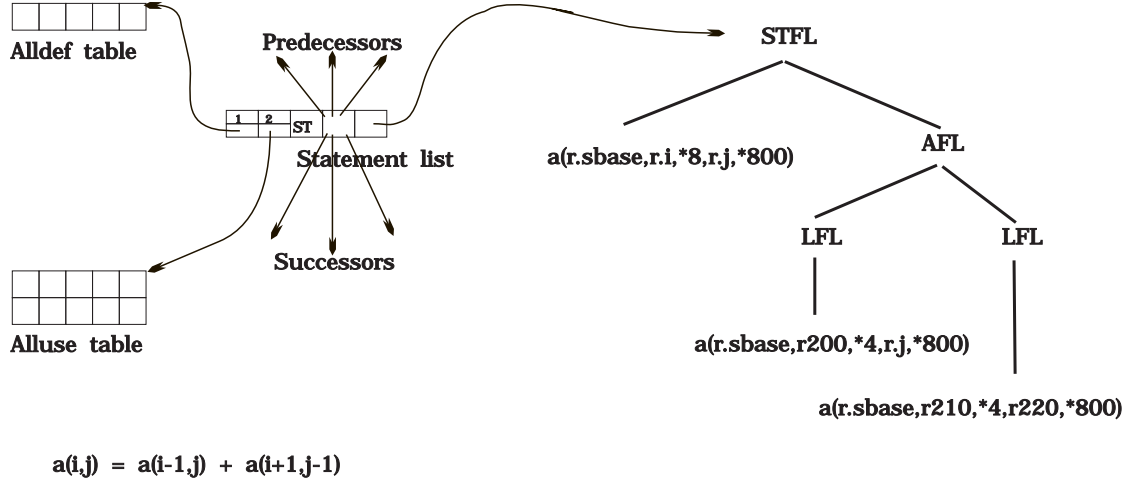 Alldef table
Predecessors
STFL
1 2 ST
Statement list
AFL
a(r.sbase,r.i,*8,r.j,*800)
LFL LFL
Successors
Alluse table
a(r.sbase,r200,*4,r.j,*800)
a(r.sbase,r210,*4,r220,*800)
a(i,j) = a(i-1,j) + a(i+1,j-1)